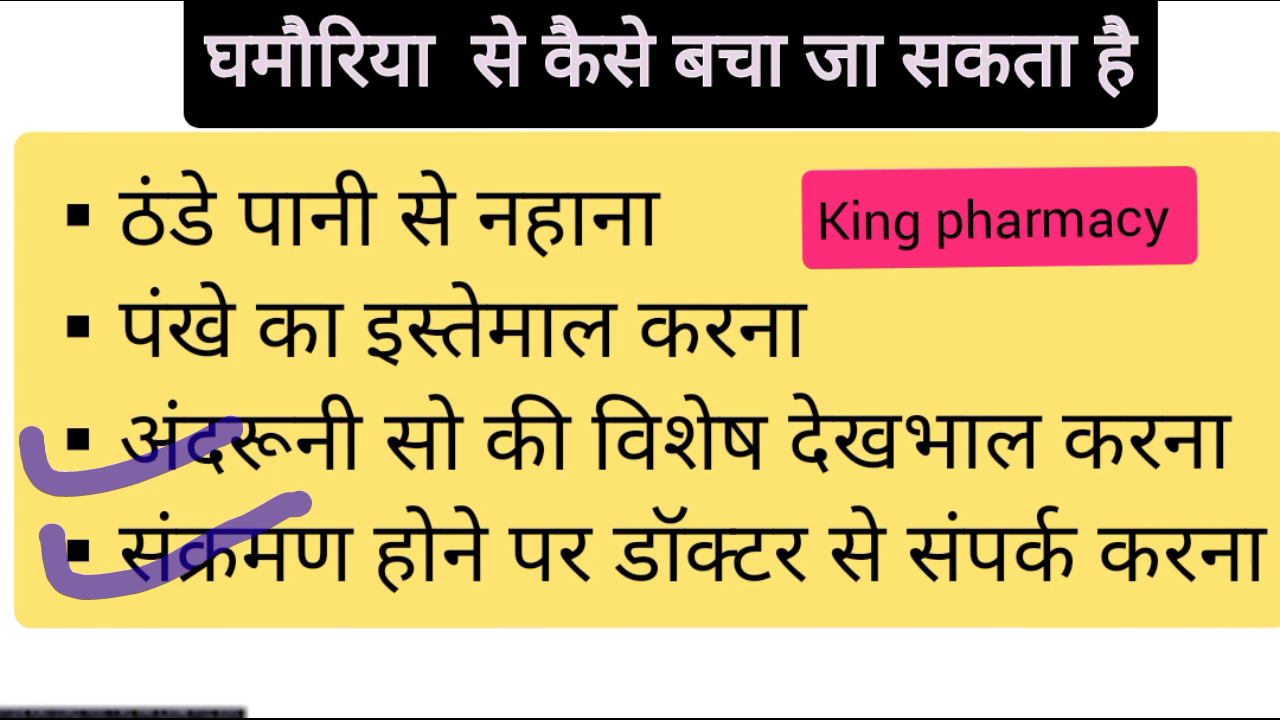 घमौरिया से कैसे बचा जा सकता है
▪ ठंडे पानी से नहाना
King pharmacy
▪ पंखे का इस्तेमाल करना
▪ अंदरूनी सो की विशेष देखभाल करना
▪ संक्रमण होने पर डॉक्टर से संपर्क करना